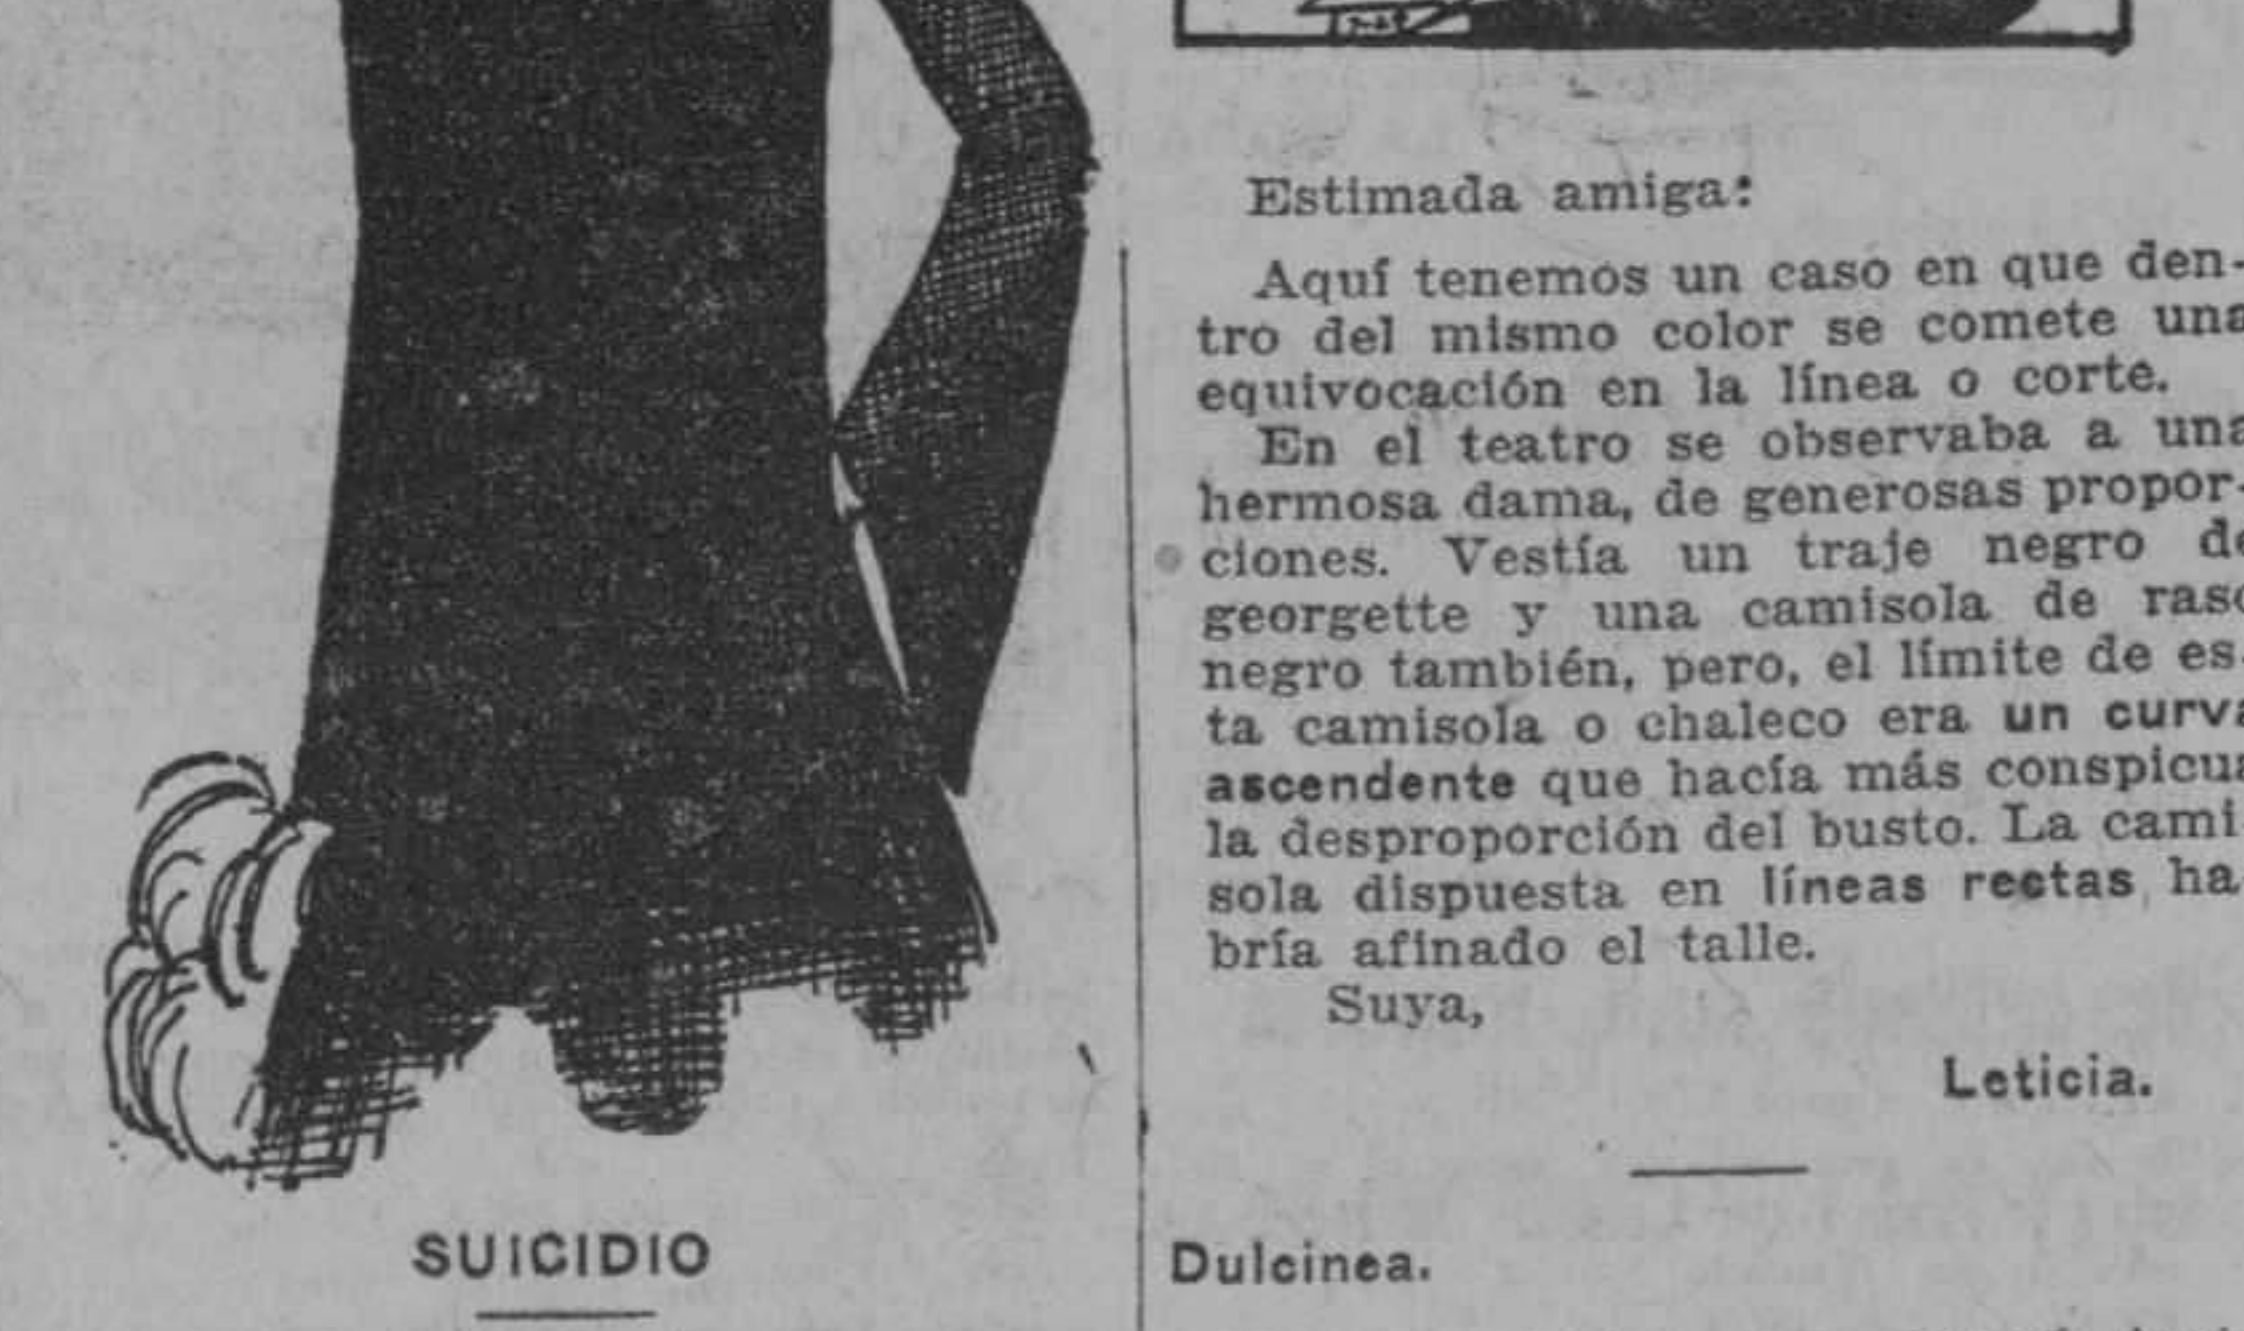 Estimada amiga:
Aquí tenemos un caso en que den-
tro del mismo color se comete una
equivocación en la línea o corte.
En el teatro se observaba a una
hermosa dama, de generosas propor-
ciones. Vestía un traje negro de
georgette y una camisola de raso
negro también, pero, el límite de es-
ta camisola o chaleco era un curva
ascendente que hacía más conspicua
la desproporción del busto. La cami-
sola dispuesta en líneas rectas, ha-
bría afinado el talle.
Suya,
Leticia.
SUICIDIO
Dulcinea.